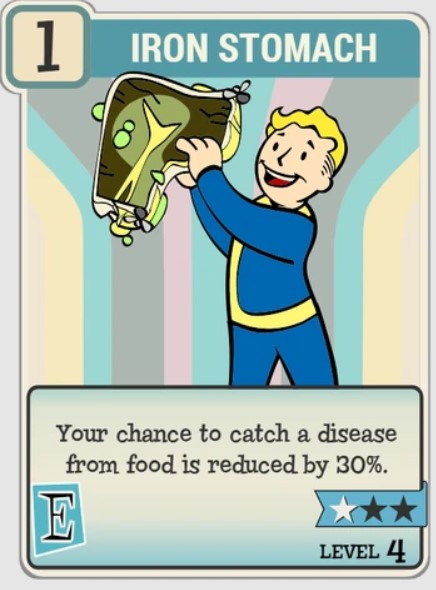 1
IRON STOMACH
Your chance to catch a disease
from food is reduced by 30%.
E
LEVEL 4